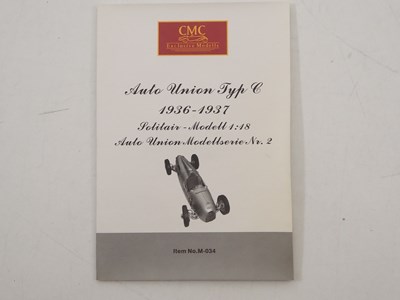 CMC
Exclusive Modelle
Auto Union Typ C
1936-1937
Solitair-Modell 1:18
Auto Union Modellserie Nr. 2
Item No.M-034